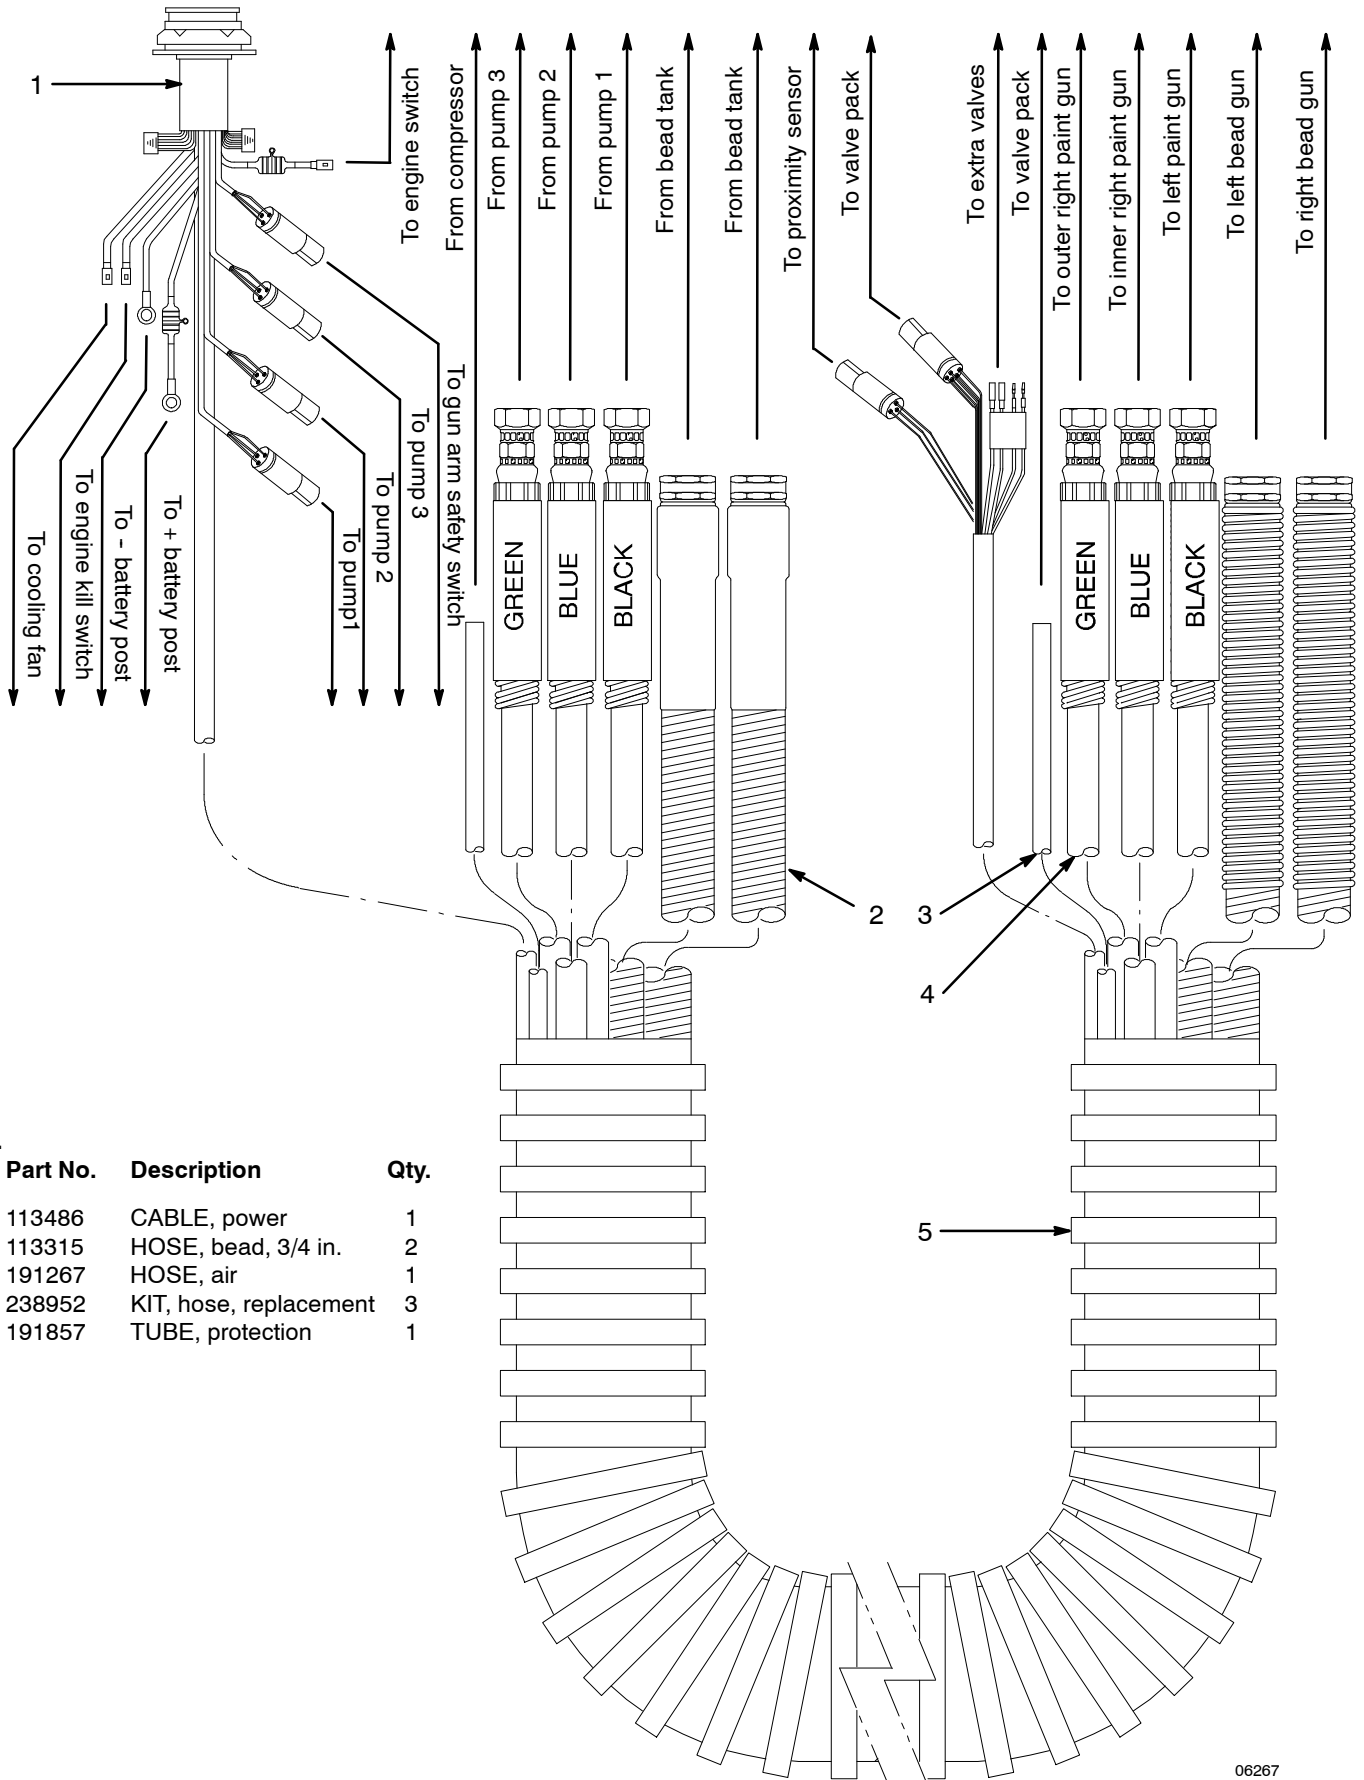 1
To engine switch
From compressor
From pump 3
From pump 2
From pump 1
From bead tank
From bead tank
To proximity sensor
To valve pack
To extra valves
To valve pack
To outer right paint gun
To inner right paint gun
To left paint gun
To left bead gun
To right bead gun
To cooling fan
To engine kill switch
To - battery post
To + battery post
To pump1
To pump 2
To pump 3
To gun arm safety switch
GREEN
BLUE
BLACK
GREEN
BLUE
BLACK
2
3
4
5
Part No. Description Qty.
113486 CABLE, power 1
113315 HOSE, bead, 3/4 in. 2
191267 HOSE, air 1
238952 KIT, hose, replacement 3
191857 TUBE, protection 1
06267